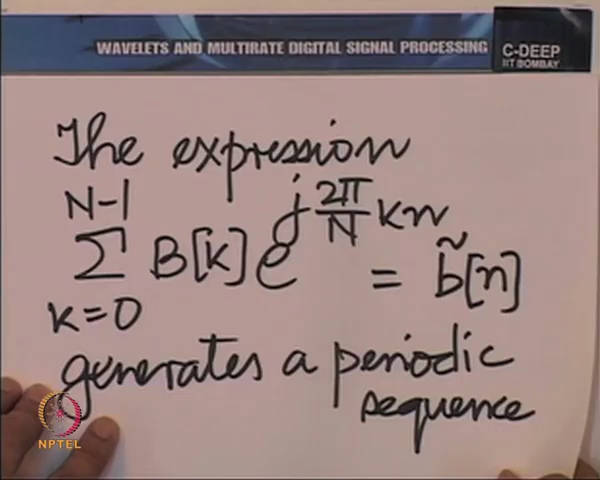 WAVELETS AND MULTIRATE DIGITAL SIGNAL PROCESSING
C-DEEP
IIT BOMBAY
The expression
N-1
∑ B[k] e^{j 2π/N kn} = b̃[n]
k=0
generates a periodic
sequence
NPTEL